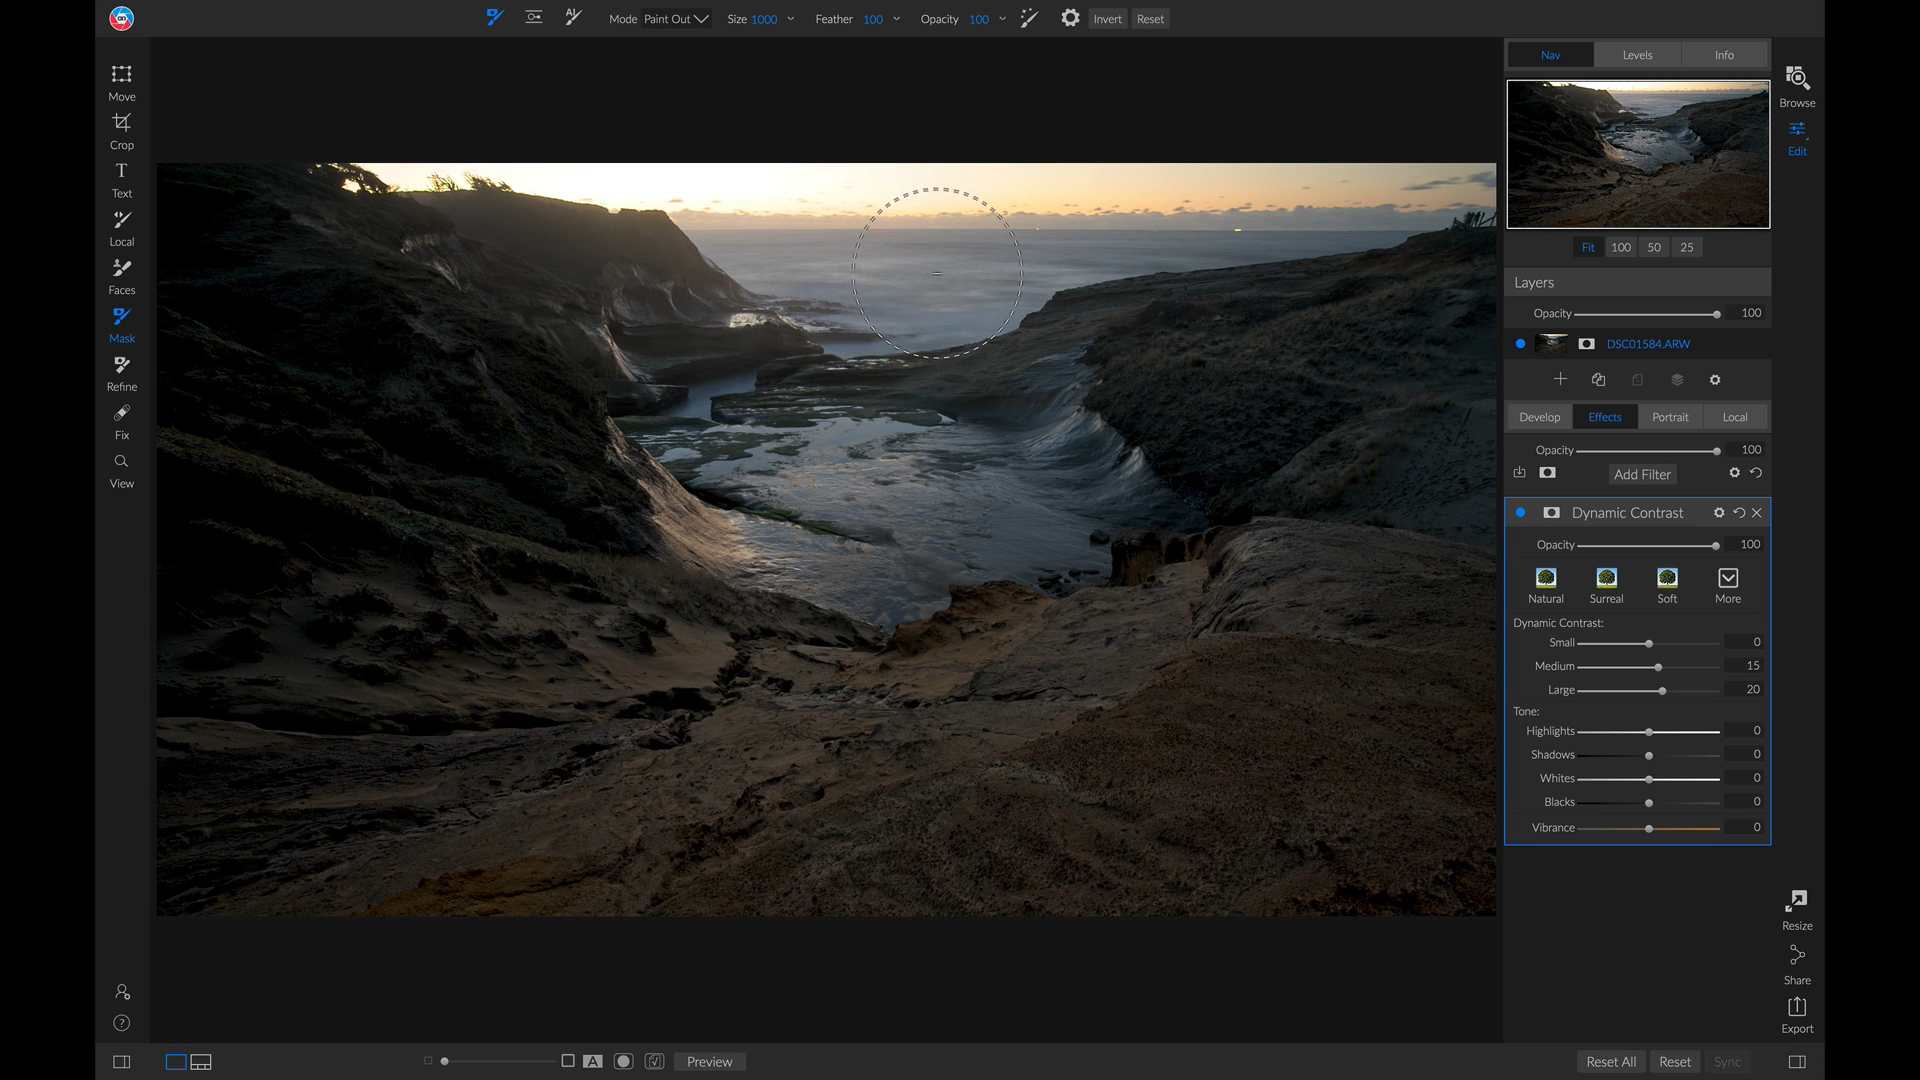 on
AI
Mode Paint Out Size 1000 Feather 100 Opacity 100 Invert Reset
Move
Crop
T
Text
Local
Faces
Mask
Refine
Fix
View
?
A
Preview
Nav Levels Info
Fit 100 50 25
Layers
Opacity 100
DSC01584.ARW
Develop Effects Portrait Local
Opacity 100
Add Filter
Dynamic Contrast
Opacity 100
Natural Surreal Soft More
Dynamic Contrast:
Small 0
Medium 15
Large 20
Tone:
Highlights 0
Shadows 0
Whites 0
Blacks 0
Vibrance 0
Reset All Reset Sync
Browse
Edit
Resize
Share
Export